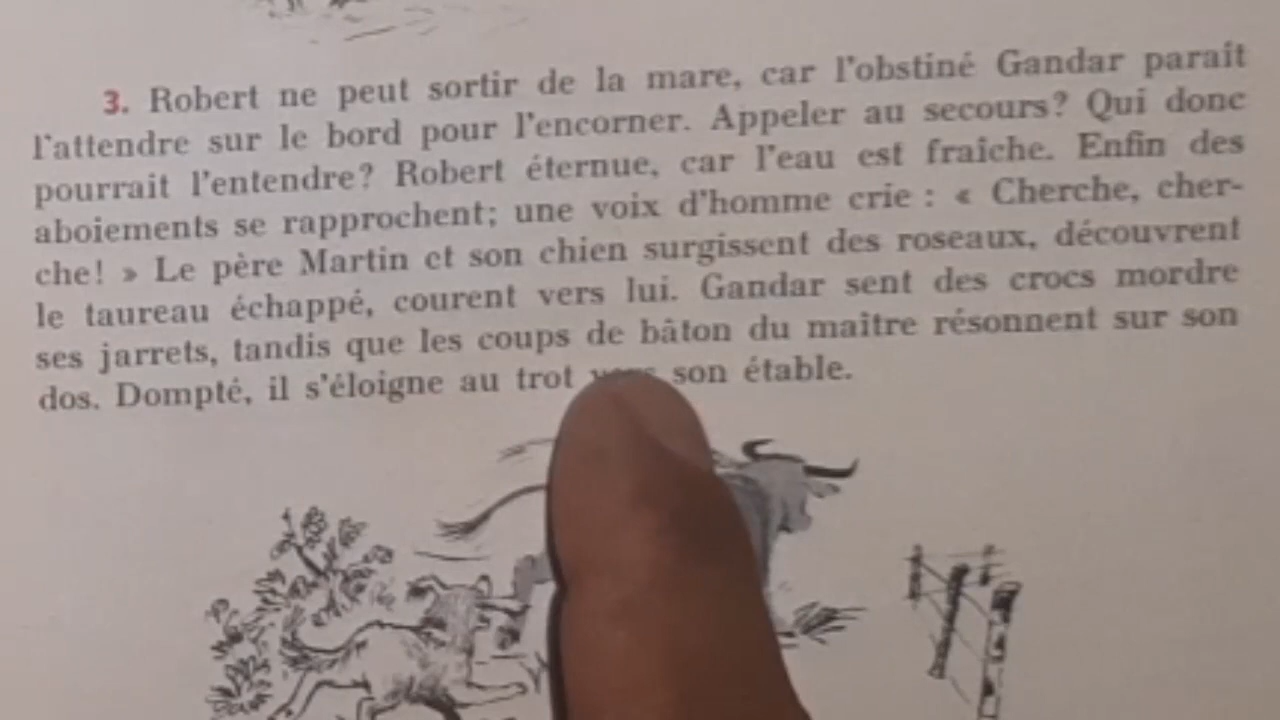 3. Robert ne peut sortir de la mare, car l'obstiné Gandar paraît
l'attendre sur le bord pour l'encorner. Appeler au secours? Qui donc
pourrait l'entendre? Robert éternue, car l'eau est fraîche. Enfin des
aboiements se rapprochent; une voix d'homme crie : « Cherche, cher-
che! » Le père Martin et son chien surgissent des roseaux, découvrent
le taureau échappé, courent vers lui. Gandar sent des crocs mordre
ses jarrets, tandis que les coups de bâton du maître résonnent sur son
dos. Dompté, il s'éloigne au trot son étable.